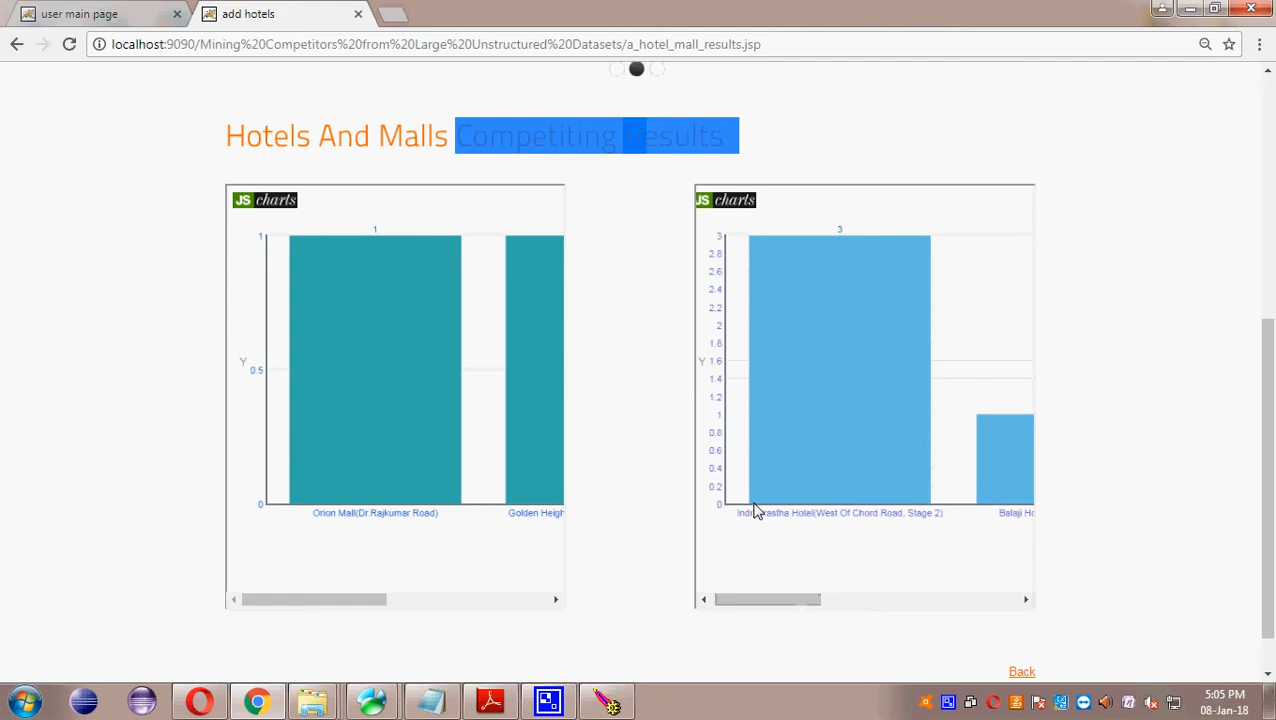 user main page
add hotels
localhost:9090/Mining%20Competitors%20from%20Large%20Unstructured%20Datasets/a_hotel_mall_results.jsp
Hotels And Malls Competiting Results
JS charts
1
1
Y
0.5
0
Orion Mall(Dr.Rajkumar Road)
Golden Heigh
JS charts
3
3
2.8
2.6
2.4
2.2
2
1.8
Y
1.6
1.4
1.2
1
0.8
0.6
0.4
0.2
0
Hotel(West Of Chord Road, Stage 2)
Balaji Ho
Back
5:05 PM
08-Jan-18